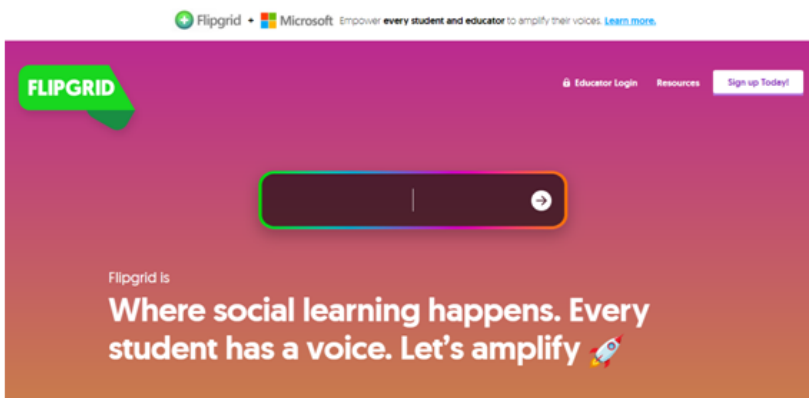 Flipgrid + Microsoft Empower every student and educator to amplify their voices. Learn more.
FLIPGRID
Educator Login Resources Sign up Today!
Flipgrid is
Where social learning happens. Every
student has a voice. Let's amplify 🚀